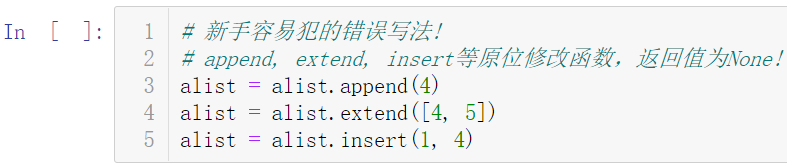 In [ ]:
1 # 新手容易犯的错误写法!
2 # append, extend, insert等原位修改函数，返回值为None!
3 alist = alist.append(4)
4 alist = alist.extend([4, 5])
5 alist = alist.insert(1, 4)